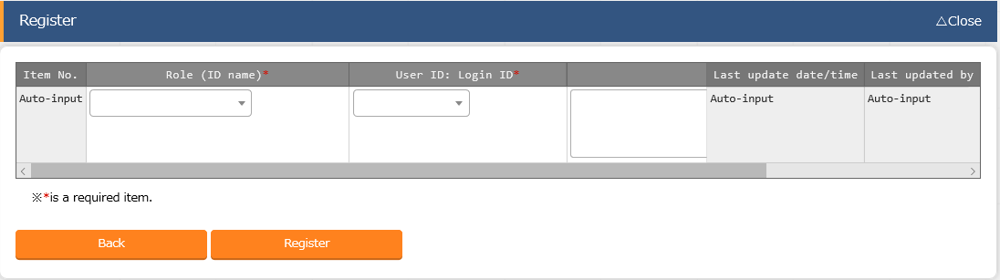 Register △Close
Item No. Role (ID name)* User ID: Login ID* Last update date/time Last updated by
Auto-input Auto-input Auto-input
※*is a required item.
Back Register